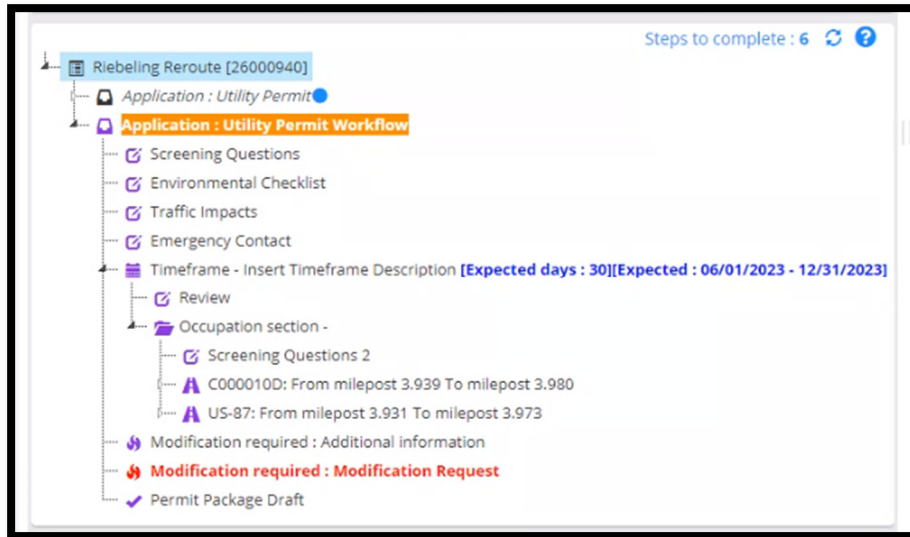 Steps to complete : 6
Riebeling Reroute [26000940]
Application : Utility Permit
Application : Utility Permit Workflow
Screening Questions
Environmental Checklist
Traffic Impacts
Emergency Contact
Timeframe - Insert Timeframe Description [Expected days : 30][Expected : 06/01/2023 - 12/31/2023]
Review
Occupation section -
Screening Questions 2
C000010D: From milepost 3.939 To milepost 3.980
US-87: From milepost 3.931 To milepost 3.973
Modification required : Additional information
Modification required : Modification Request
Permit Package Draft